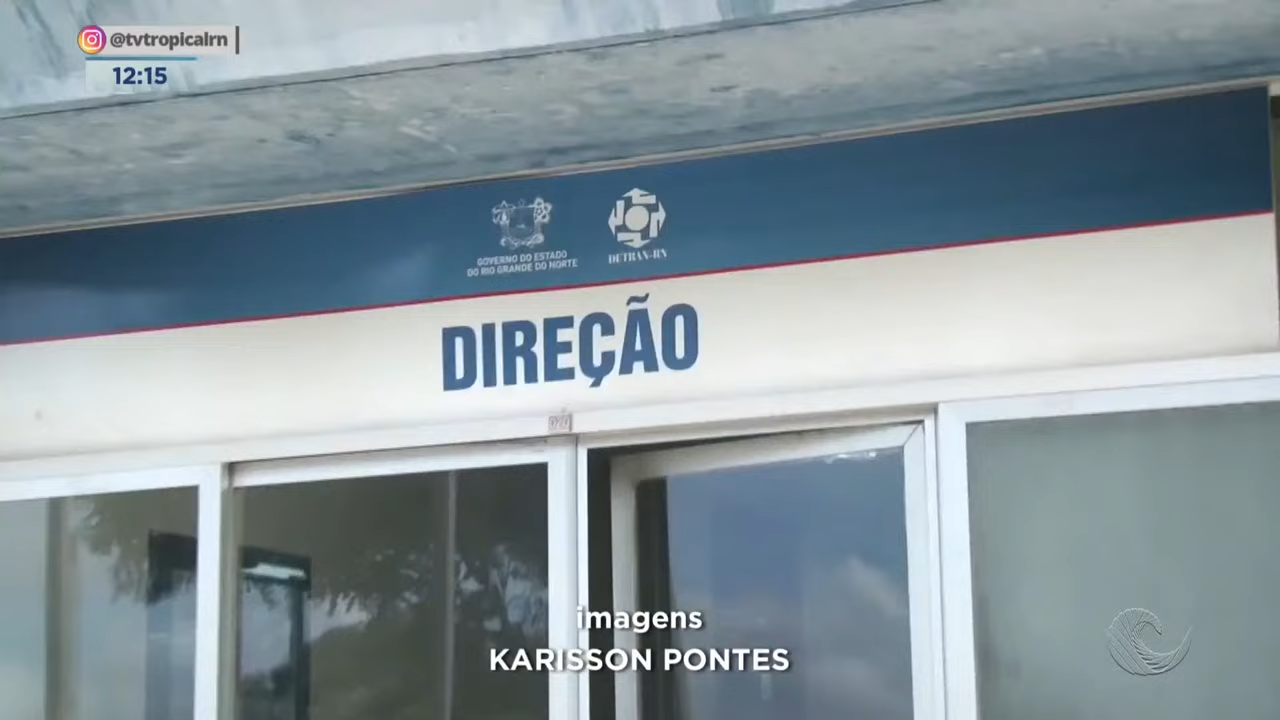 @tvtropicalrn
12:15
GOVERNO DO ESTADO
DO RIO GRANDE DO NORTE
DETRAN-RN
DIREÇÃO
imagens
KARISSON PONTES